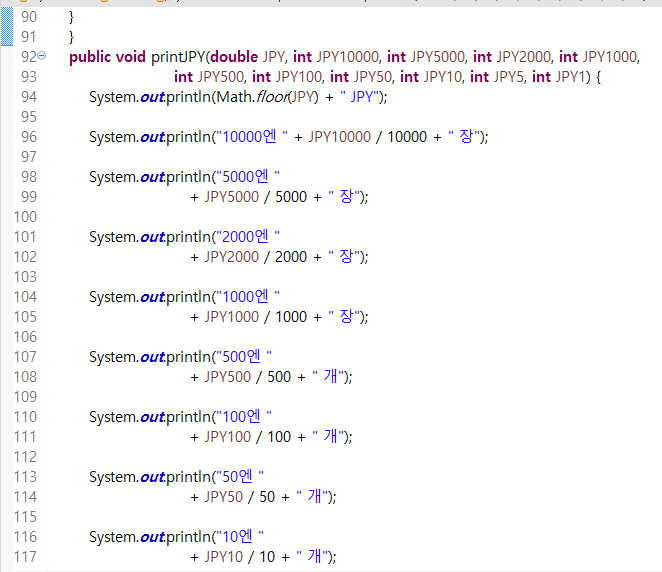 90 }
91 }
92 public void printJPY(double JPY, int JPY10000, int JPY5000, int JPY2000, int JPY1000,
93 int JPY500, int JPY100, int JPY50, int JPY10, int JPY5, int JPY1) {
94 System.out.println(Math.floor(JPY) + " JPY");
95
96 System.out.println("10000엔 " + JPY10000 / 10000 + " 장");
97
98 System.out.println("5000엔 "
99 + JPY5000 / 5000 + " 장");
100
101 System.out.println("2000엔 "
102 + JPY2000 / 2000 + " 장");
103
104 System.out.println("1000엔 "
105 + JPY1000 / 1000 + " 장");
106
107 System.out.println("500엔 "
108 + JPY500 / 500 + " 개");
109
110 System.out.println("100엔 "
111 + JPY100 / 100 + " 개");
112
113 System.out.println("50엔 "
114 + JPY50 / 50 + " 개");
115
116 System.out.println("10엔 "
117 + JPY10 / 10 + " 개");